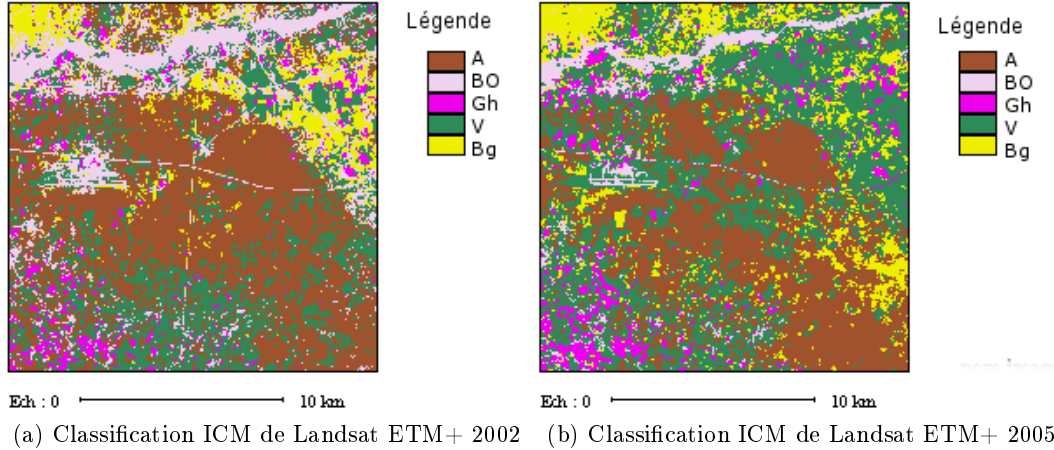 Légende
A
BO
Gh
V
Bg
Légende
A
BO
Gh
V
Bg
Ech : 0 10 km
Ech : 0 10 km
(a) Classification ICM de Landsat ETM+ 2002
(b) Classification ICM de Landsat ETM+ 2005